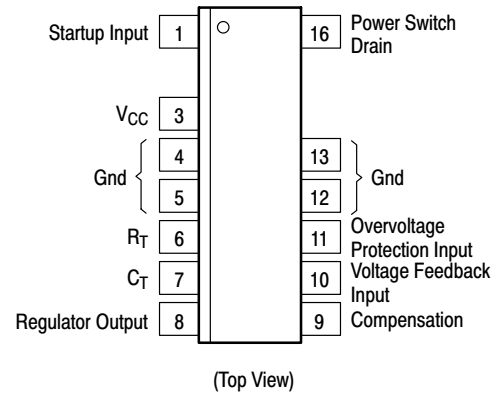 Startup Input 1 16 Power Switch
Drain
VCC 3
4 13
Gnd Gnd
5 12
RT 6 11 Overvoltage
Protection Input
CT 7 10 Voltage Feedback
Input
Regulator Output 8 9 Compensation
(Top View)